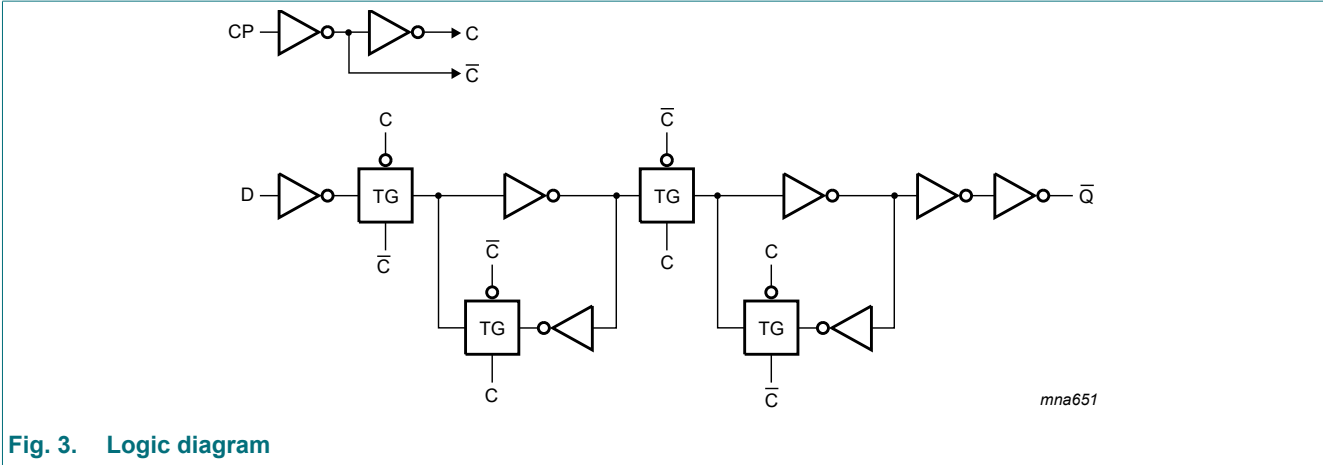 CP
C
C̅
C
C̅
D
TG
TG
Q̅
C̅
C̅
C
C
TG
TG
C
C̅
mna651
Fig. 3. Logic diagram